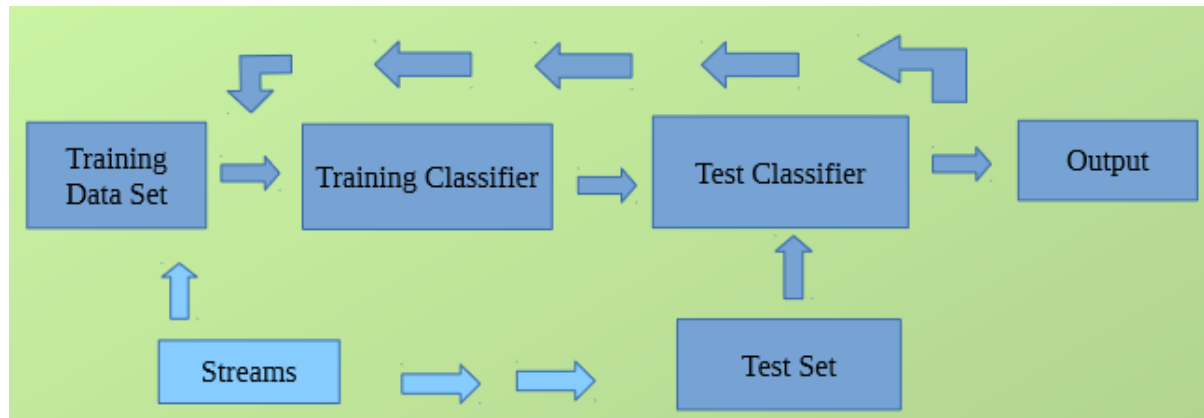 Training
Data Set
Training Classifier
Test Classifier
Output
Streams
Test Set